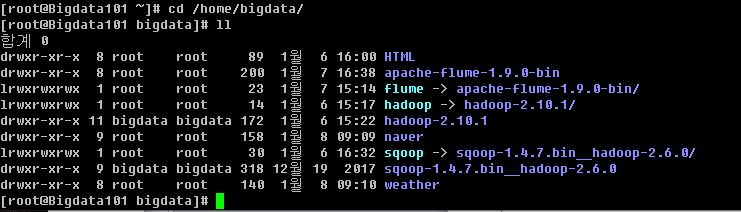 [root@Bigdata101 ~]# cd /home/bigdata/
[root@Bigdata101 bigdata]# ll
합계 0
drwxr-xr-x  8 root    root     89  1월   6 16:00 HTML
drwxr-xr-x  8 root    root    200  1월   7 16:38 apache-flume-1.9.0-bin
lrwxrwxrwx  1 root    root     23  1월   7 15:14 flume -> apache-flume-1.9.0-bin/
lrwxrwxrwx  1 root    root     14  1월   6 15:17 hadoop -> hadoop-2.10.1/
drwxr-xr-x 11 bigdata bigdata 172  1월   6 15:22 hadoop-2.10.1
drwxr-xr-x  9 root    root    158  1월   8 09:09 naver
lrwxrwxrwx  1 root    root     30  1월   6 16:32 sqoop -> sqoop-1.4.7.bin__hadoop-2.6.0/
drwxr-xr-x  9 bigdata bigdata 318 12월  19  2017 sqoop-1.4.7.bin__hadoop-2.6.0
drwxr-xr-x  8 root    root    140  1월   8 09:10 weather
[root@Bigdata101 bigdata]#